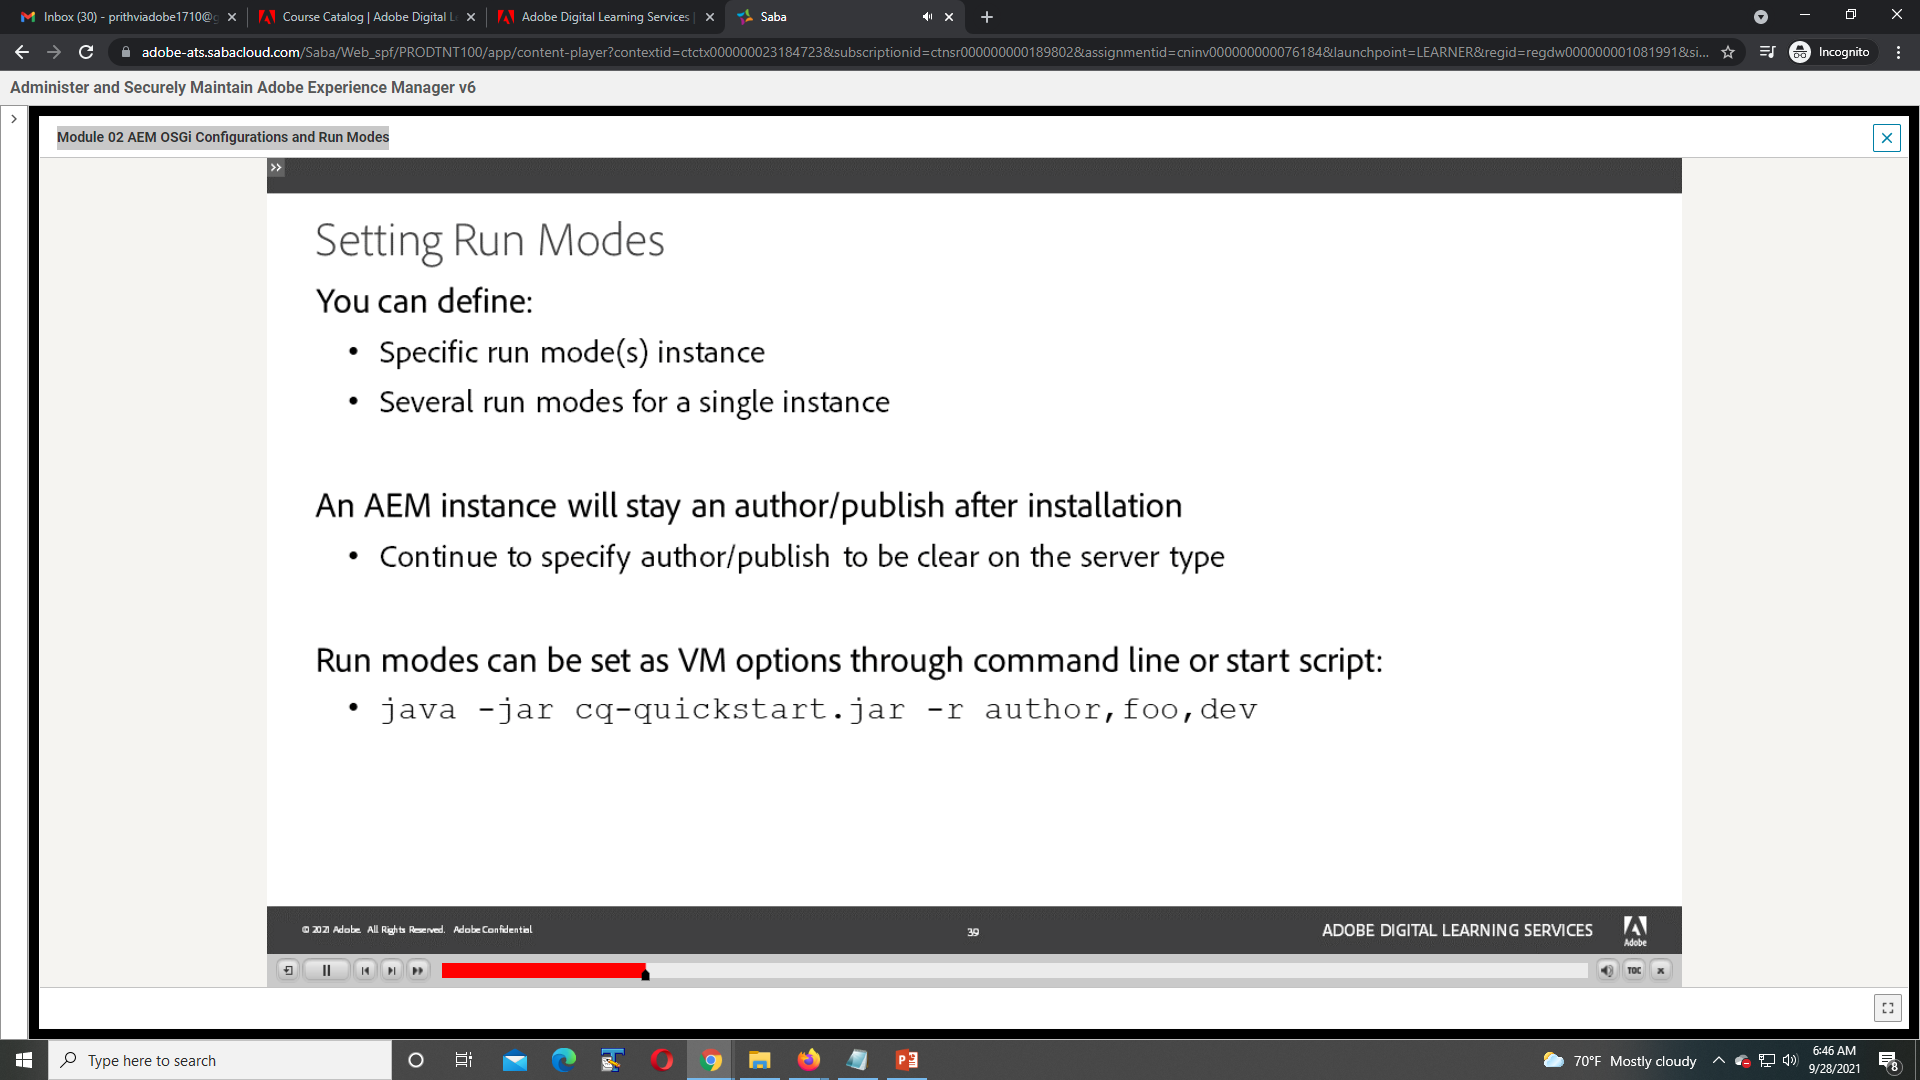 Inbox (30) - prithviadobe1710@g
Course Catalog | Adobe Digital L
Adobe Digital Learning Services |
Saba
adobe-ats.sabacloud.com/Saba/Web_spf/PRODTNT100/app/content-player?contextid=ctctx000000023184723&subscriptionid=ctnsr0000000000189802&assignmentid=cninv000000000076184&launchpoint=LEARNER&regid=regdw000000001081991&si...
Incognito
Administer and Securely Maintain Adobe Experience Manager v6
Module 02 AEM OSGi Configurations and Run Modes
Setting Run Modes
You can define:
• Specific run mode(s) instance
• Several run modes for a single instance
An AEM instance will stay an author/publish after installation
• Continue to specify author/publish to be clear on the server type
Run modes can be set as VM options through command line or start script:
• java -jar cq-quickstart.jar -r author,foo,dev
© 2021 Adobe. All Rights Reserved. Adobe Confidential.
39
ADOBE DIGITAL LEARNING SERVICES
Adobe
TOC
Type here to search
70°F Mostly cloudy
6:46 AM
9/28/2021
8